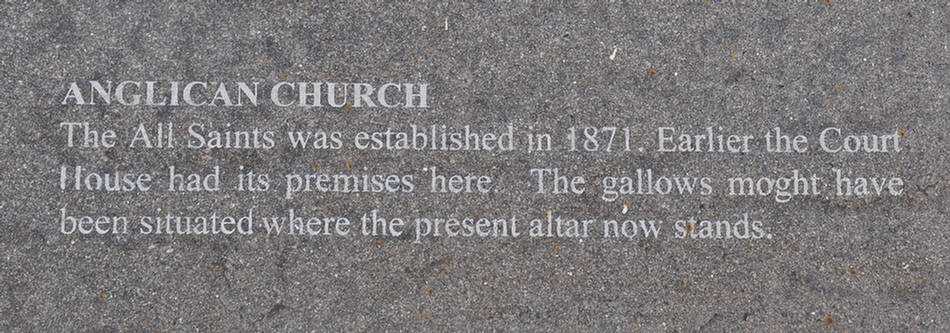 ANGLICAN CHURCH
The All Saints was established in 1871. Earlier the Court
House had its premises here. The gallows moght have
been situated where the present altar now stands.